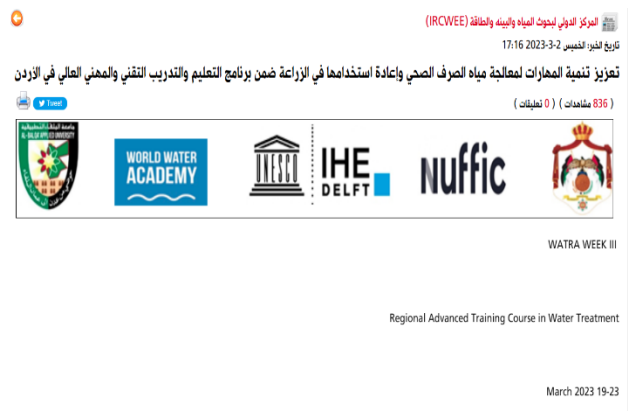 المركز الدولي لبحوث المياه والبيئه والطاقة (IRCWEE)
تاريخ الخبر: الخميس 2-3-2023 17:16
تعزيز تنمية المهارات لمعالجة مياه الصرف الصحي وإعادة استخدامها في الزراعة ضمن برنامج التعليم والتدريب التقني والمهني العالي في الأردن
( 836 مشاهدات ) ( 0 تعليقات )
Tweet
AL-BALQA APPLIED UNIVERSITY
WORLD WATER
ACADEMY
UNESCO
IHE
DELFT
nuffic
WATRA WEEK III
Regional Advanced Training Course in Water Treatment
March 2023 19-23